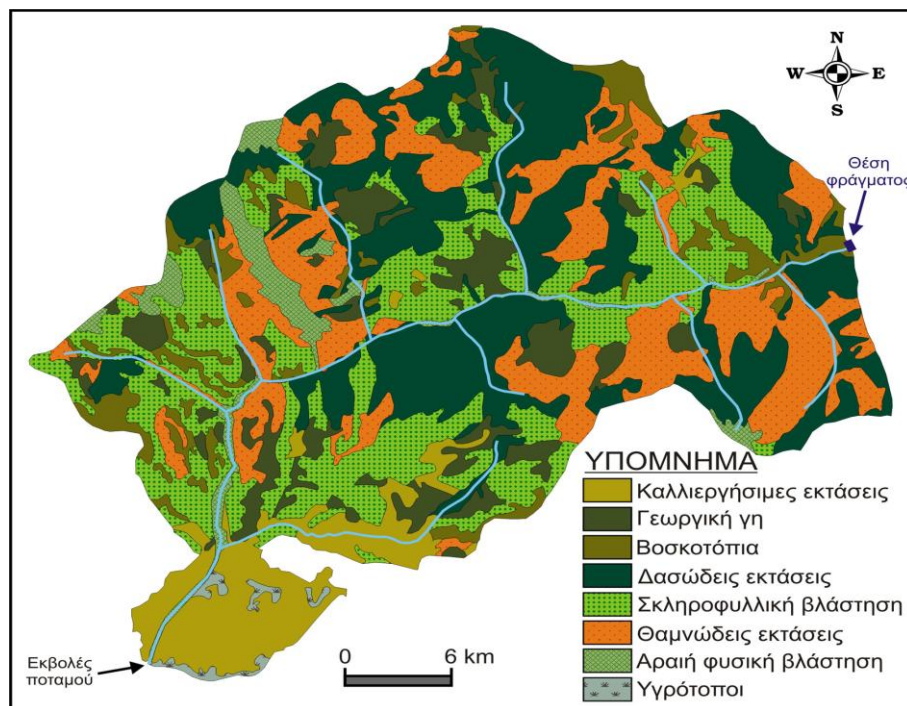 N
W E
S
Θέση
φράγματος
ΥΠΟΜΝΗΜΑ
Καλλιεργήσιμες εκτάσεις
Γεωργική γη
Βοσκοτόπια
Δασώδεις εκτάσεις
Σκληροφυλλική βλάστηση
Θαμνώδεις εκτάσεις
Αραιή φυσική βλάστηση
Υγρότοποι
Εκβολές
ποταμού
0 6 km